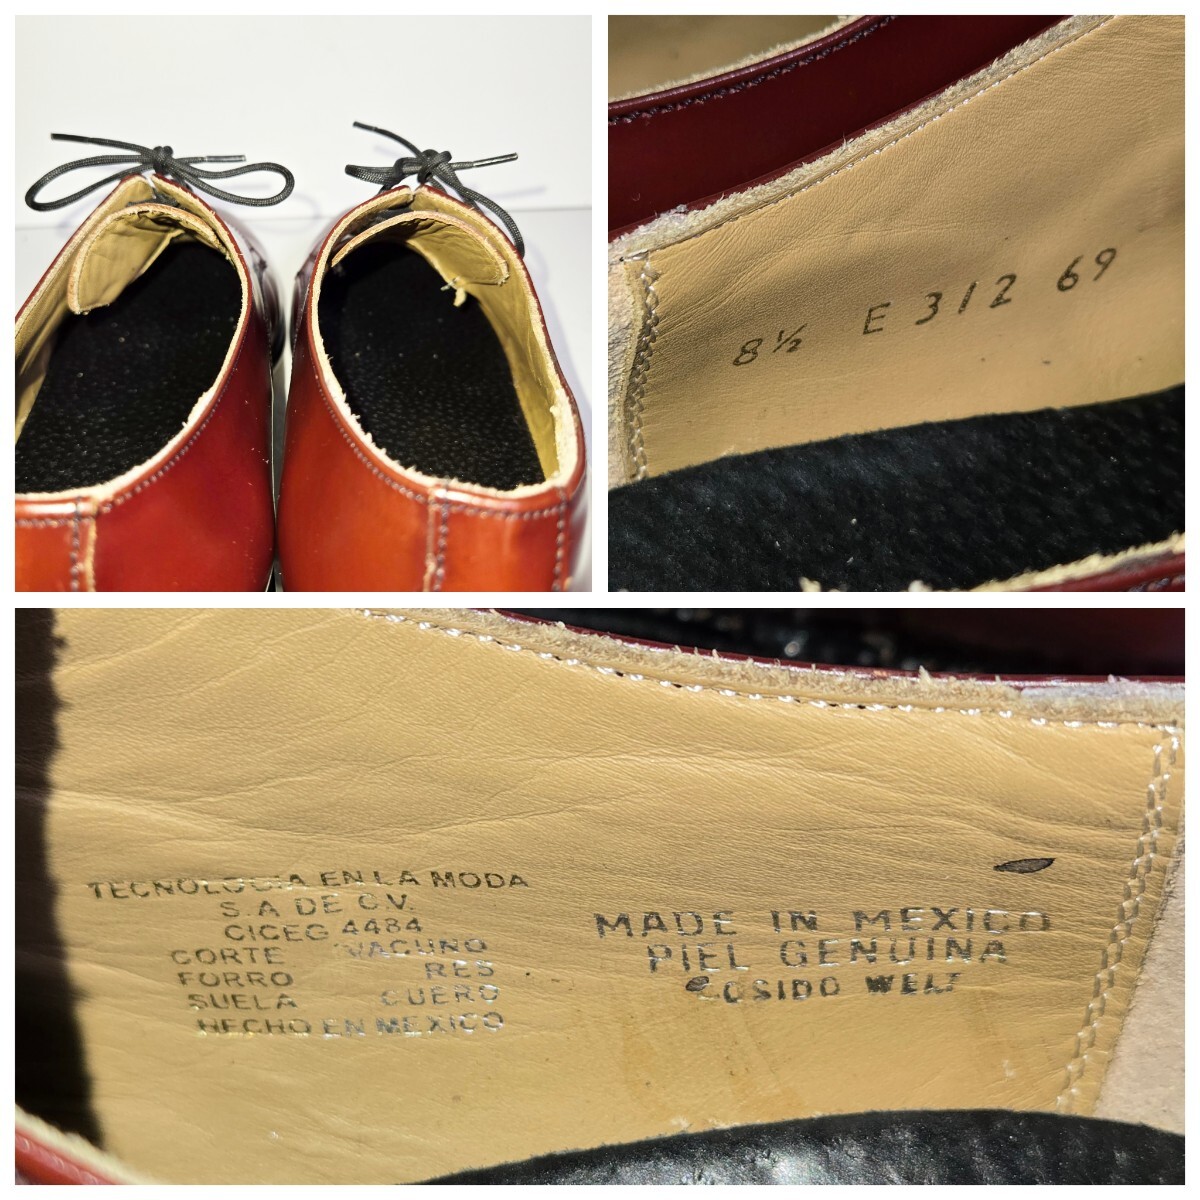 8½ E 312 69
TECNOLOGIA EN LA MODA
S.A DE C.V.
CICEG 4484
CORTE VACUNO
FORRO RES
SUELA CUERO
HECHO EN MEXICO
MADE IN MEXICO
PIEL GENUINA
COSIDO WELT